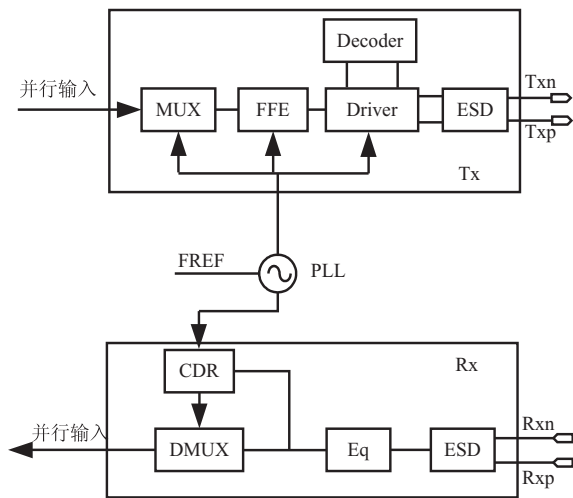 Decoder
Txn
并行输入
MUX
FFE
Driver
ESD
Txp
Tx
FREF
PLL
CDR
Rx
Rxn
并行输入
DMUX
Eq
ESD
Rxp